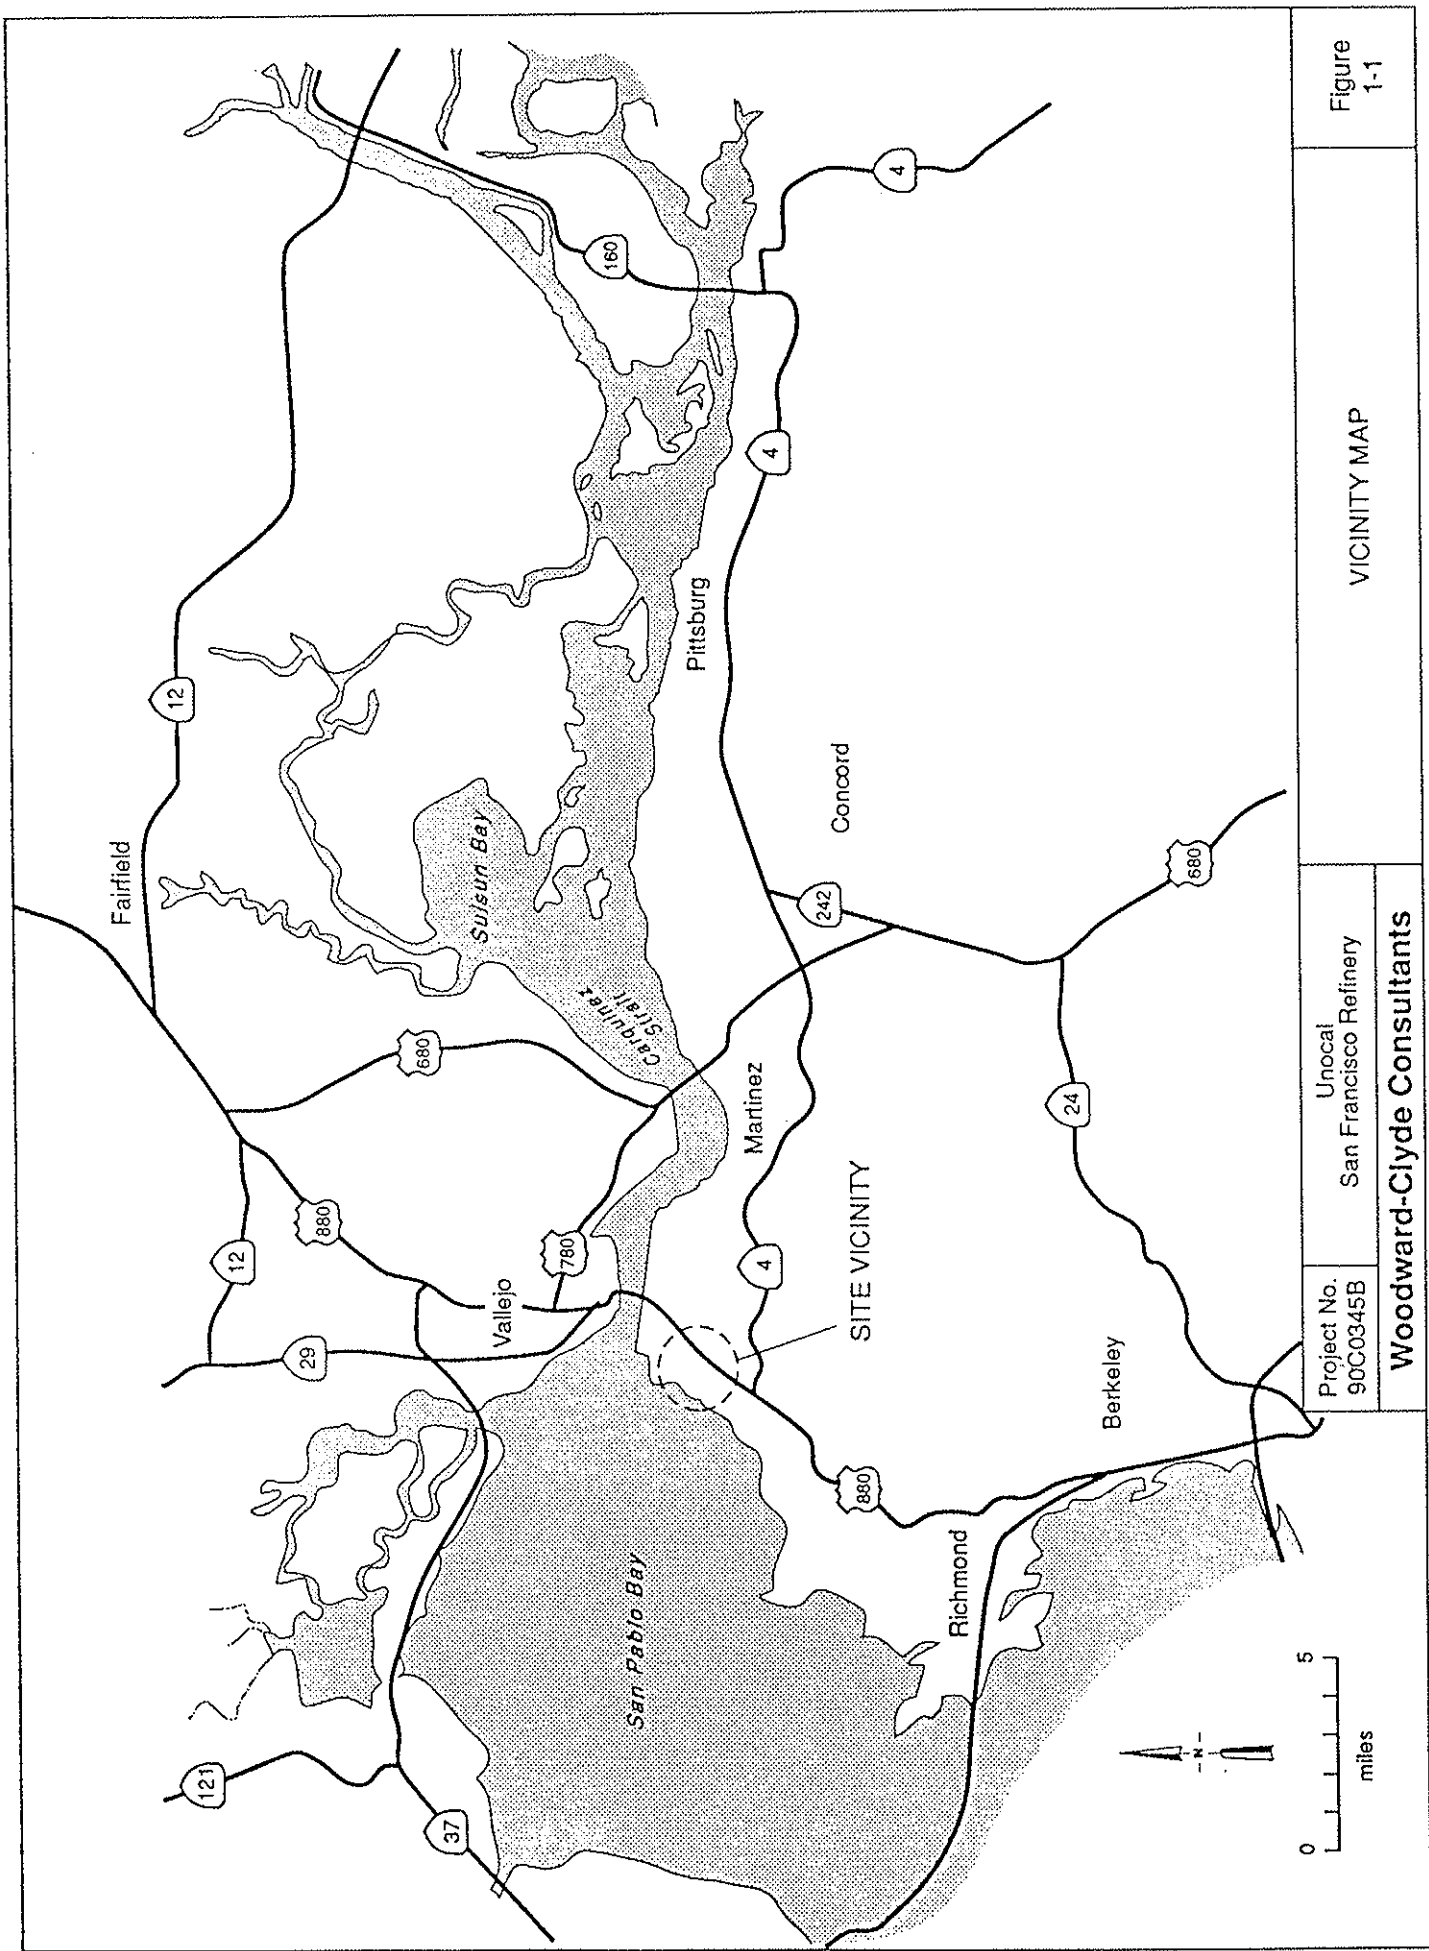 Fairfield
12
160
4
4
680
12
880
29
121
37
Suisun Bay
Carquinez
Strait
Pittsburg
Concord
242
680
780
Vallejo
Martinez
4
24
SITE VICINITY
San Pablo Bay
880
Richmond
Berkeley
-N-
0 5
miles
Project No.
90C0345B
Unocal
San Francisco Refinery
Woodward-Clyde Consultants
VICINITY MAP
Figure
1-1